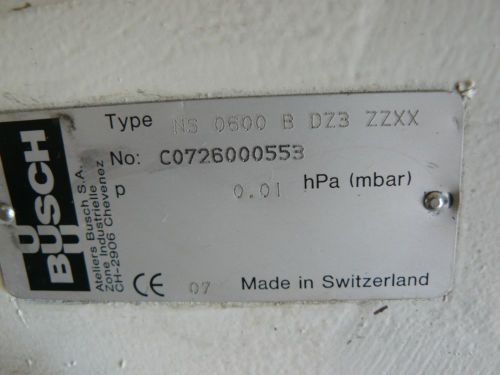 Type NS 0600 B DZ3 ZZXX
No: C0726000553
p 0.01 hPa (mbar)
CE 07 Made in Switzerland
BUSCH
Ateliers Busch S.A.
Zone Industrielle
CH-2906 Chevenez